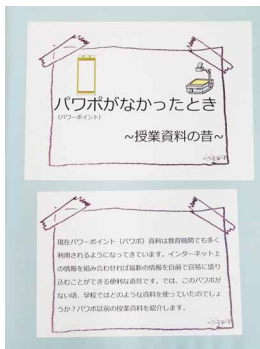 パワポがなかったとき
(パワーポイント)
~授業資料の昔~
現在パワーポイント(パワポ)資料は教育機関でも多く
利用されるようになってきています。インターネット上
の情報を組み合わせれば最新の情報を自前で容易に盛り
込むことができる便利な道具です。では、このパワポが
ない頃、学校ではどのような資料を使っていたのでしょ
うか?パワポ以前の授業資料を紹介します。